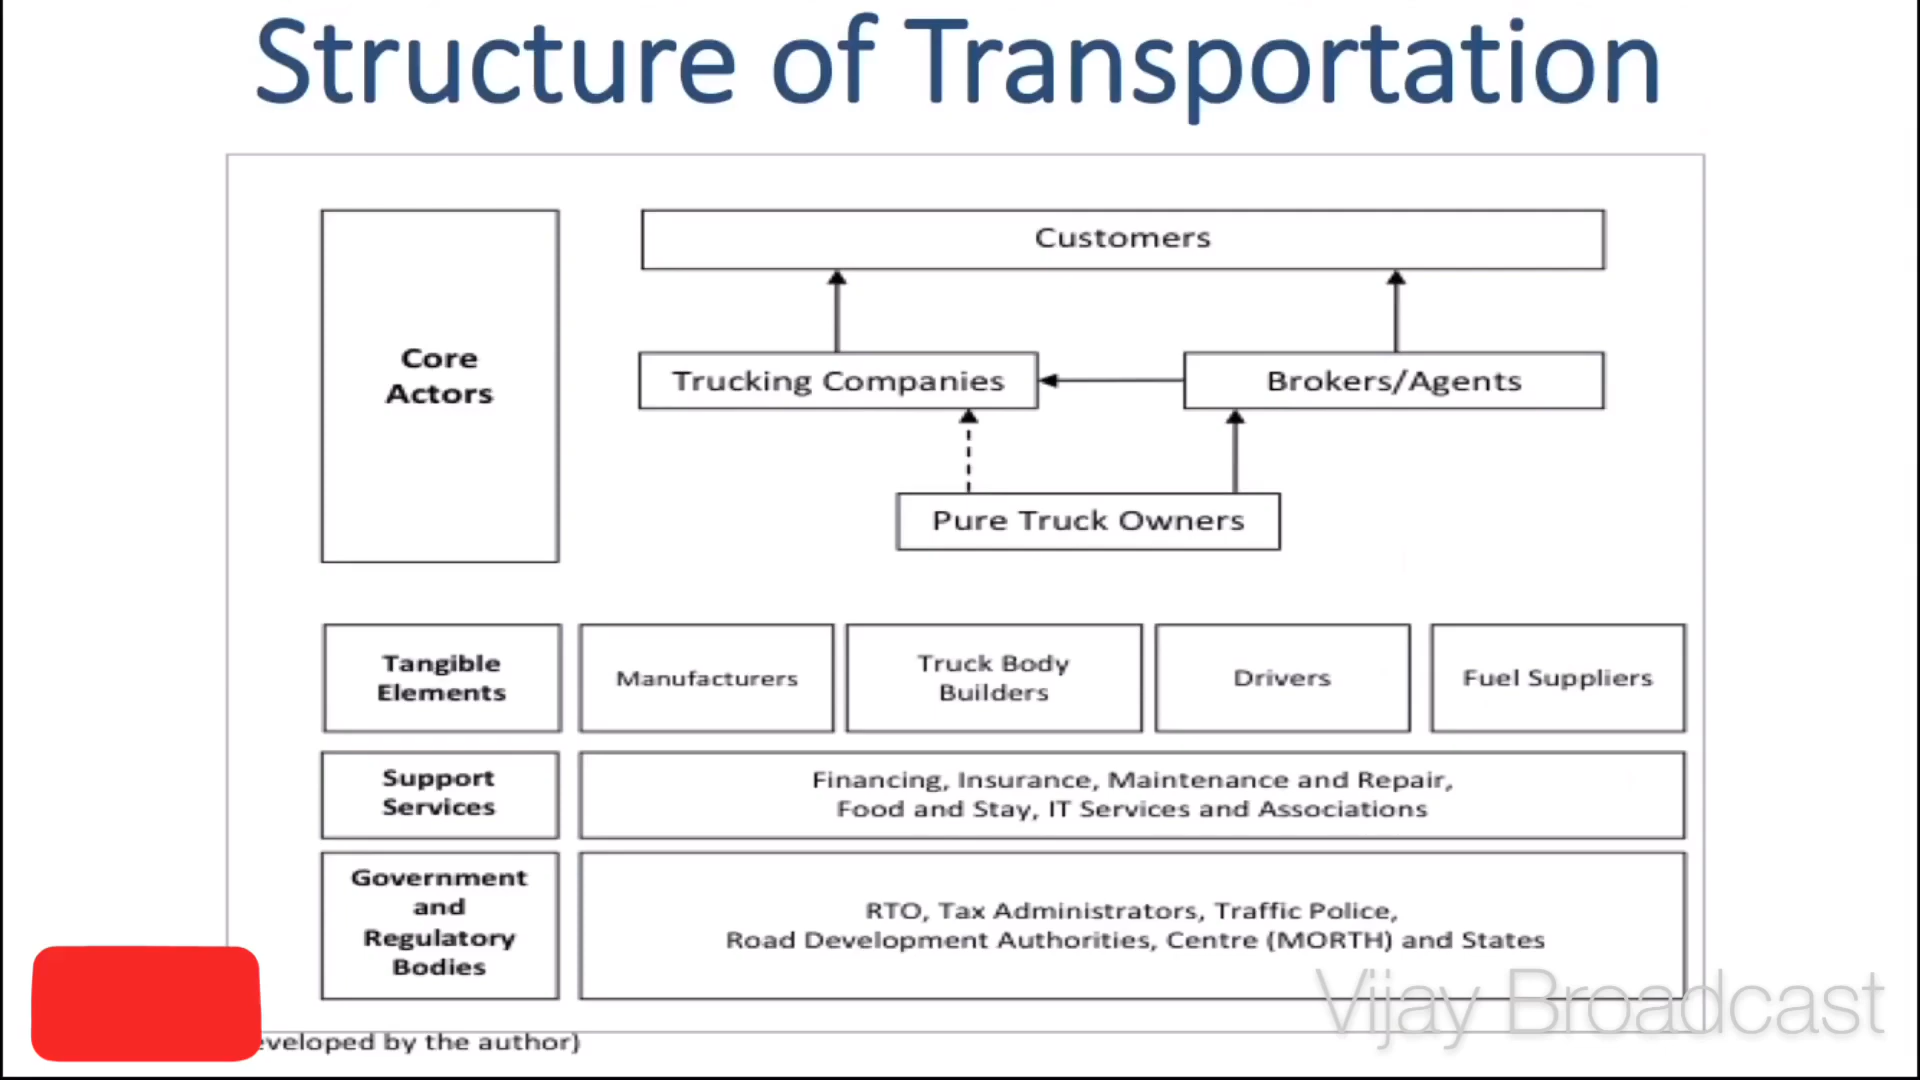 Structure of Transportation
Core
Actors
Customers
Trucking Companies
Brokers/Agents
Pure Truck Owners
Tangible
Elements
Manufacturers
Truck Body
Builders
Drivers
Fuel Suppliers
Support
Services
Financing, Insurance, Maintenance and Repair,
Food and Stay, IT Services and Associations
Government
and
Regulatory
Bodies
RTO, Tax Administrators, Traffic Police,
Road Development Authorities, Centre (MORTH) and States
by the author)
Vijay Broadcast